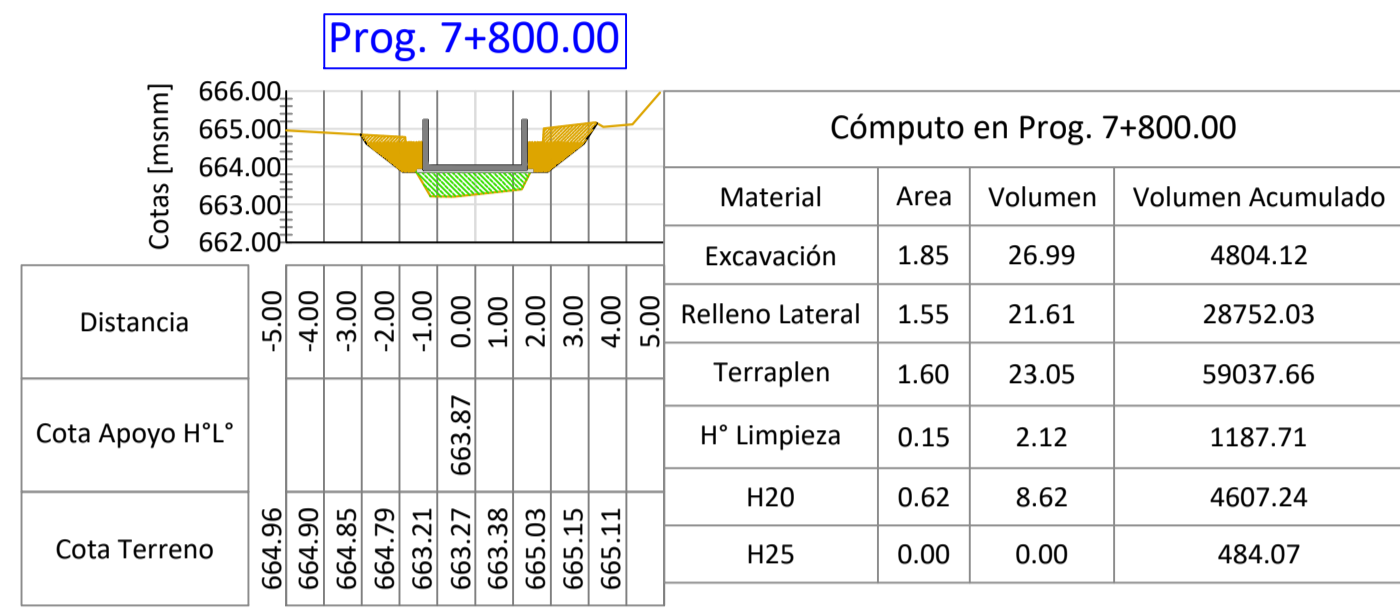 Prog. 7+800.00
Cotas [msnm]
666.00
665.00
664.00
663.00
662.00
Distancia
-5.00 -4.00 -3.00 -2.00 -1.00 0.00 1.00 2.00 3.00 4.00 5.00
Cota Apoyo H°L°
663.87
Cota Terreno
664.96 664.90 664.85 664.79 663.21 663.27 663.38 665.03 665.15 665.11
Cómputo en Prog. 7+800.00
Material Area Volumen Volumen Acumulado
Excavación 1.85 26.99 4804.12
Relleno Lateral 1.55 21.61 28752.03
Terraplen 1.60 23.05 59037.66
H° Limpieza 0.15 2.12 1187.71
H20 0.62 8.62 4607.24
H25 0.00 0.00 484.07